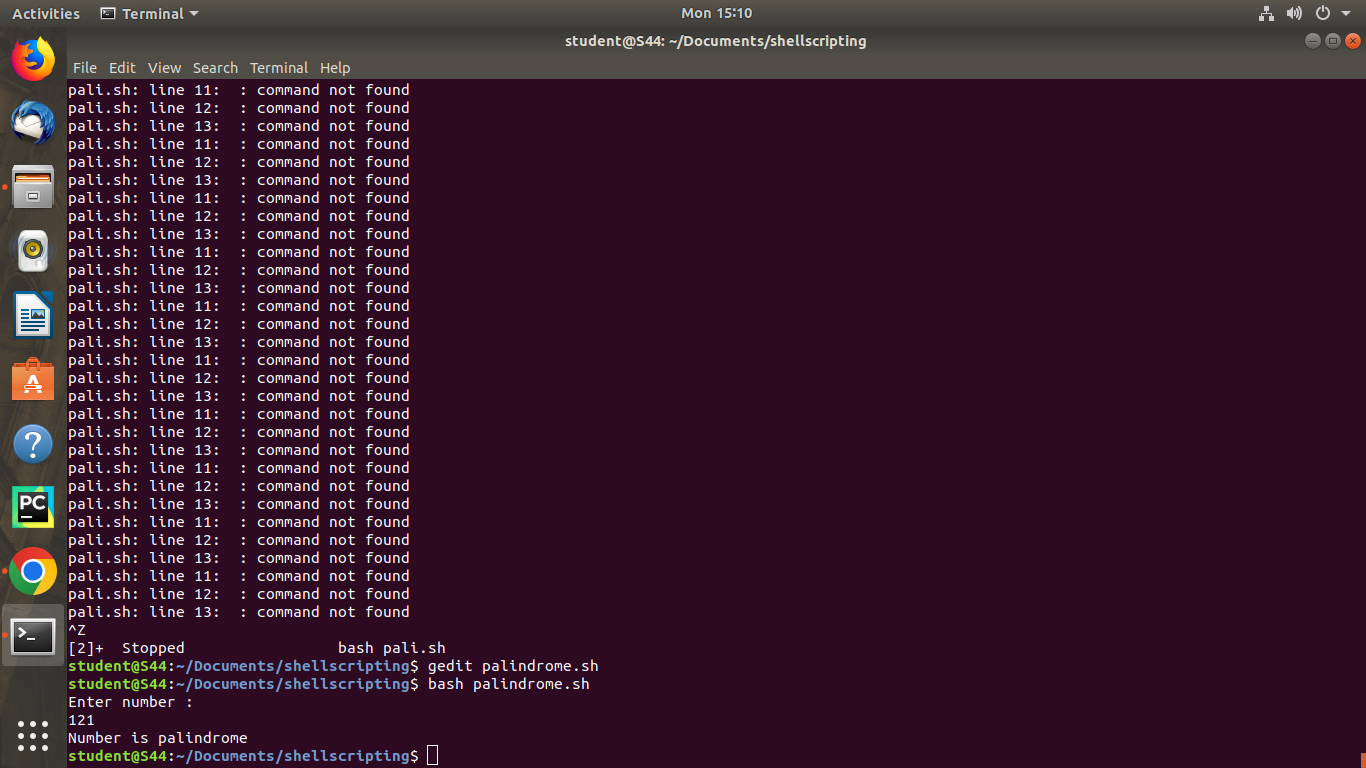 Activities Terminal Mon 15:10
student@S44: ~/Documents/shellscripting
File Edit View Search Terminal Help
pali.sh: line 11:  : command not found
pali.sh: line 12:  : command not found
pali.sh: line 13:  : command not found
pali.sh: line 11:  : command not found
pali.sh: line 12:  : command not found
pali.sh: line 13:  : command not found
pali.sh: line 11:  : command not found
pali.sh: line 12:  : command not found
pali.sh: line 13:  : command not found
pali.sh: line 11:  : command not found
pali.sh: line 12:  : command not found
pali.sh: line 13:  : command not found
pali.sh: line 11:  : command not found
pali.sh: line 12:  : command not found
pali.sh: line 13:  : command not found
pali.sh: line 11:  : command not found
pali.sh: line 12:  : command not found
pali.sh: line 13:  : command not found
pali.sh: line 11:  : command not found
pali.sh: line 12:  : command not found
pali.sh: line 13:  : command not found
pali.sh: line 11:  : command not found
pali.sh: line 12:  : command not found
pali.sh: line 13:  : command not found
pali.sh: line 11:  : command not found
pali.sh: line 12:  : command not found
pali.sh: line 13:  : command not found
pali.sh: line 11:  : command not found
pali.sh: line 12:  : command not found
pali.sh: line 13:  : command not found
^Z
[2]+  Stopped                 bash pali.sh
student@S44:~/Documents/shellscripting$ gedit palindrome.sh
student@S44:~/Documents/shellscripting$ bash palindrome.sh
Enter number :
121
Number is palindrome
student@S44:~/Documents/shellscripting$
PC